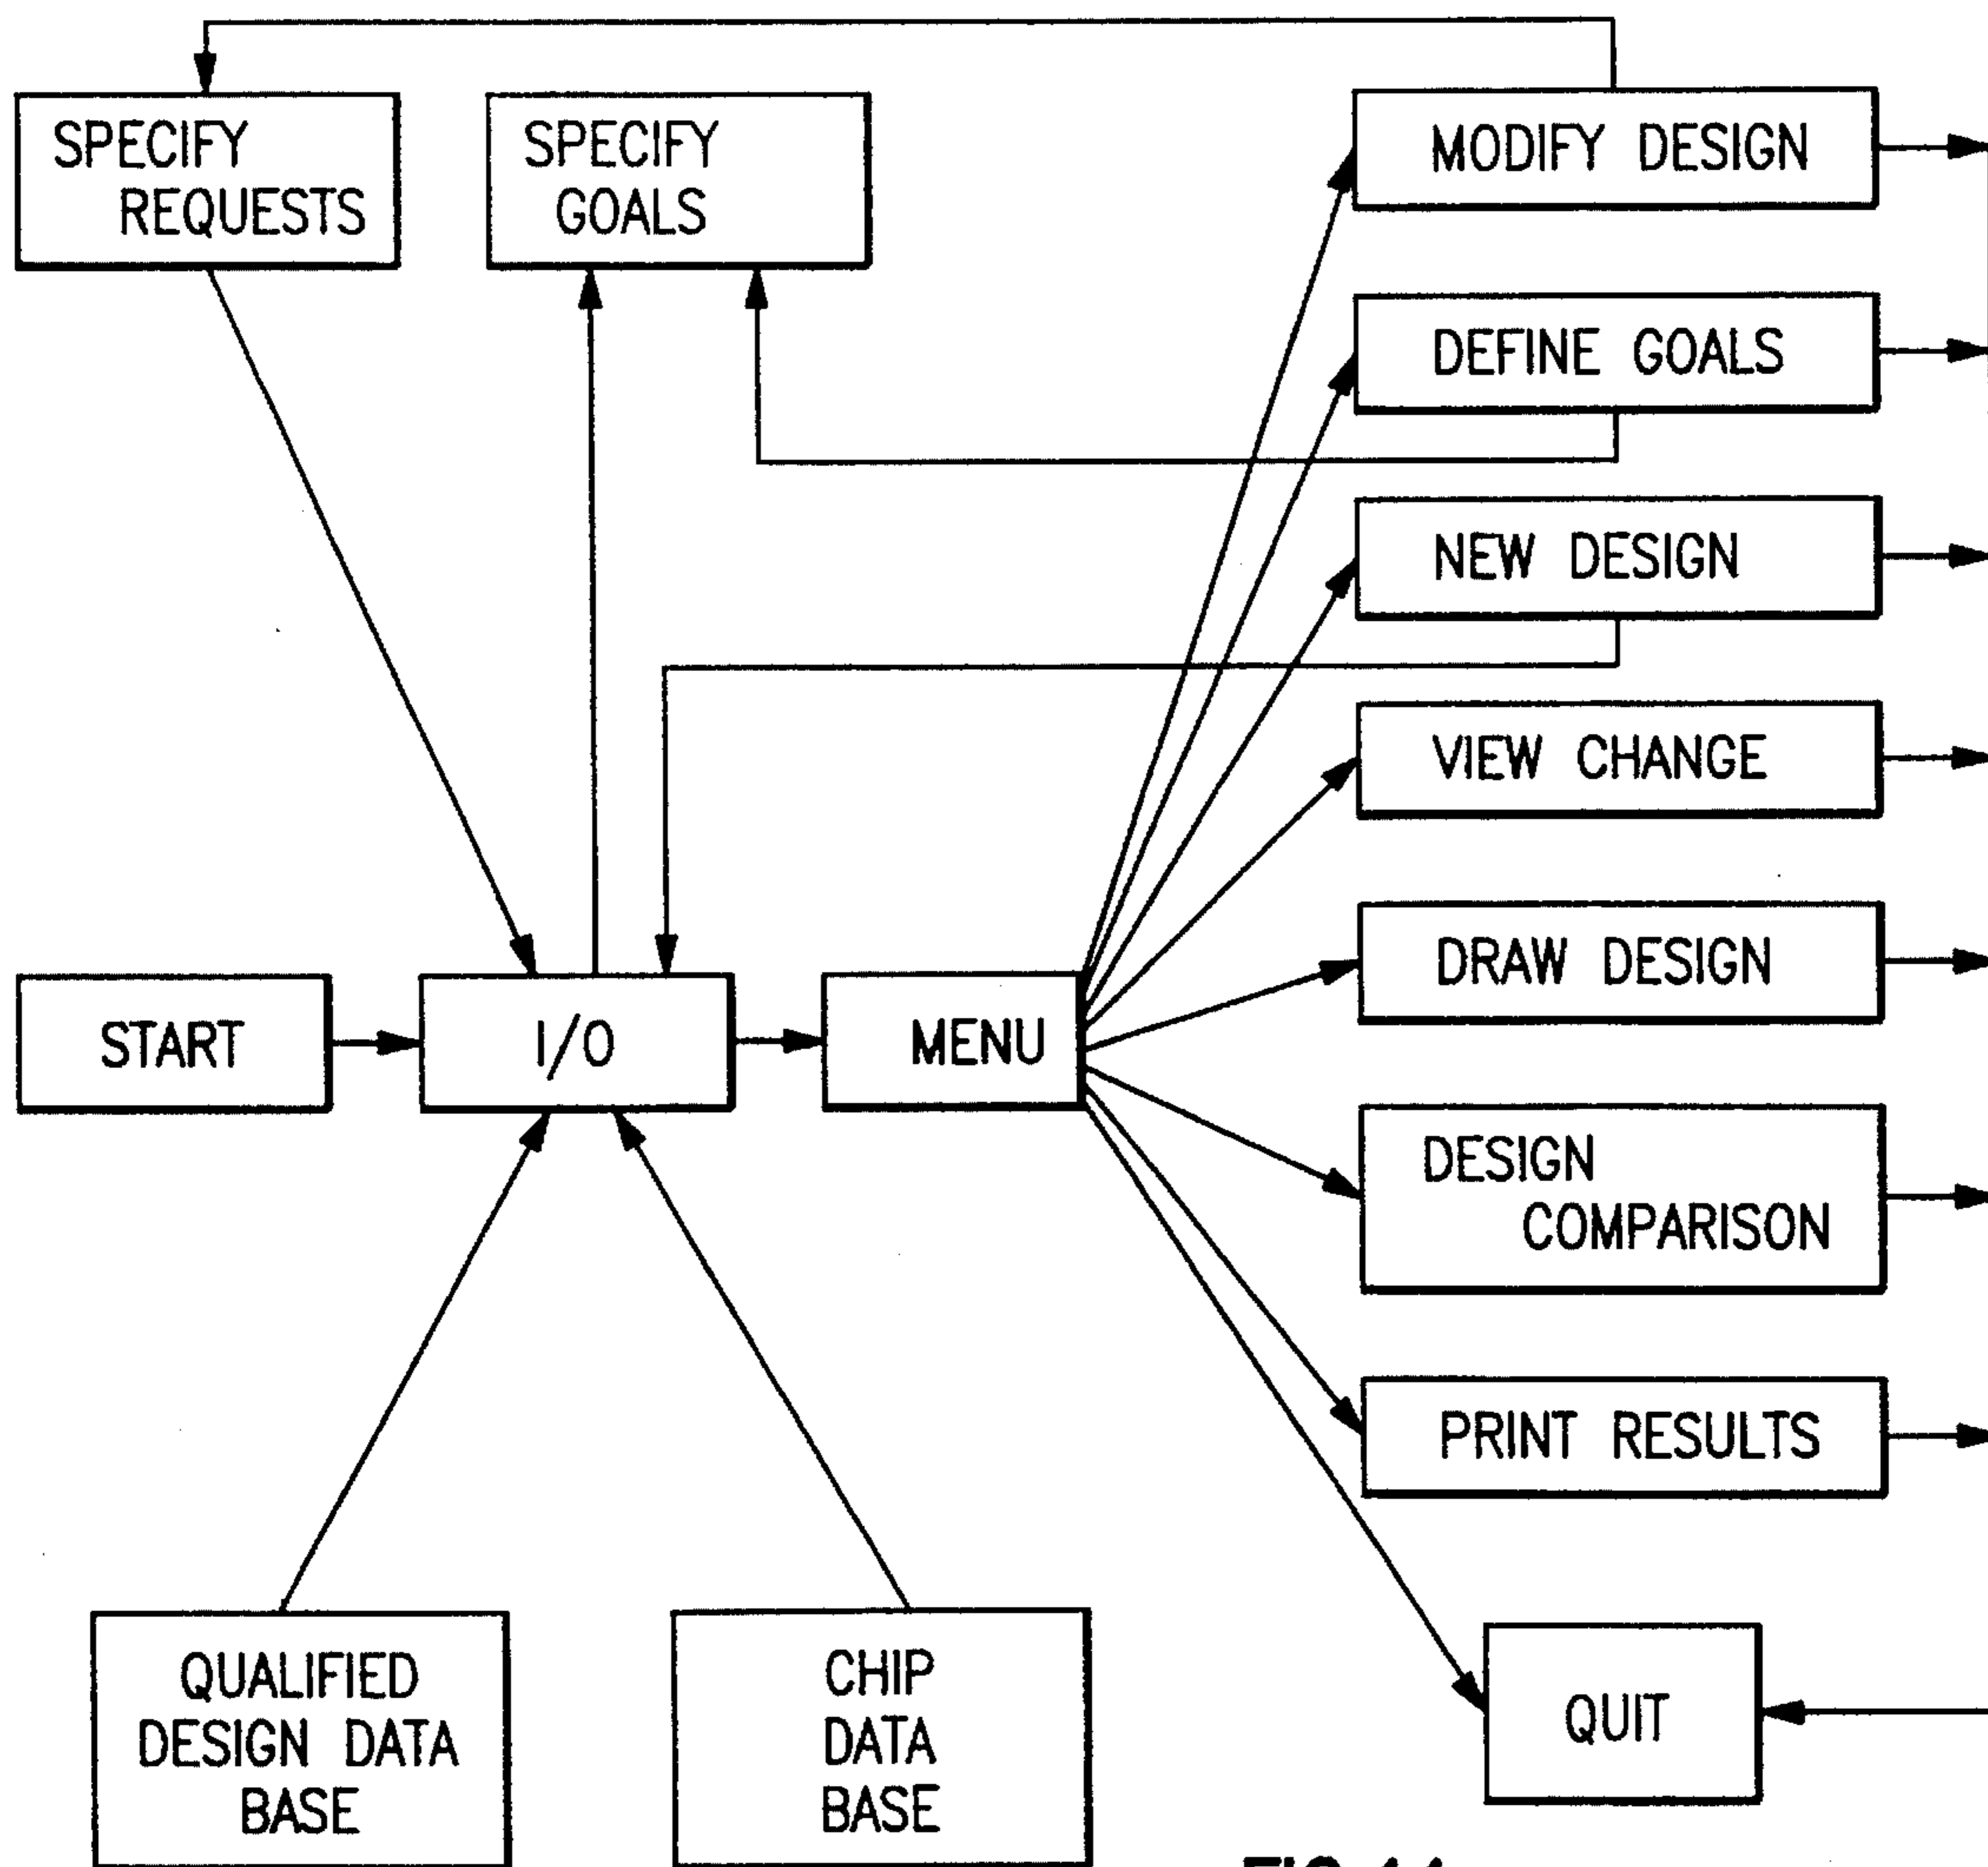 SPECIFY
REQUESTS
SPECIFY
GOALS
MODIFY DESIGN
DEFINE GOALS
NEW DESIGN
VIEW CHANGE
DRAW DESIGN
START
I/O
MENU
DESIGN
COMPARISON
PRINT RESULTS
QUALIFIED
DESIGN DATA
BASE
CHIP
DATA
BASE
QUIT